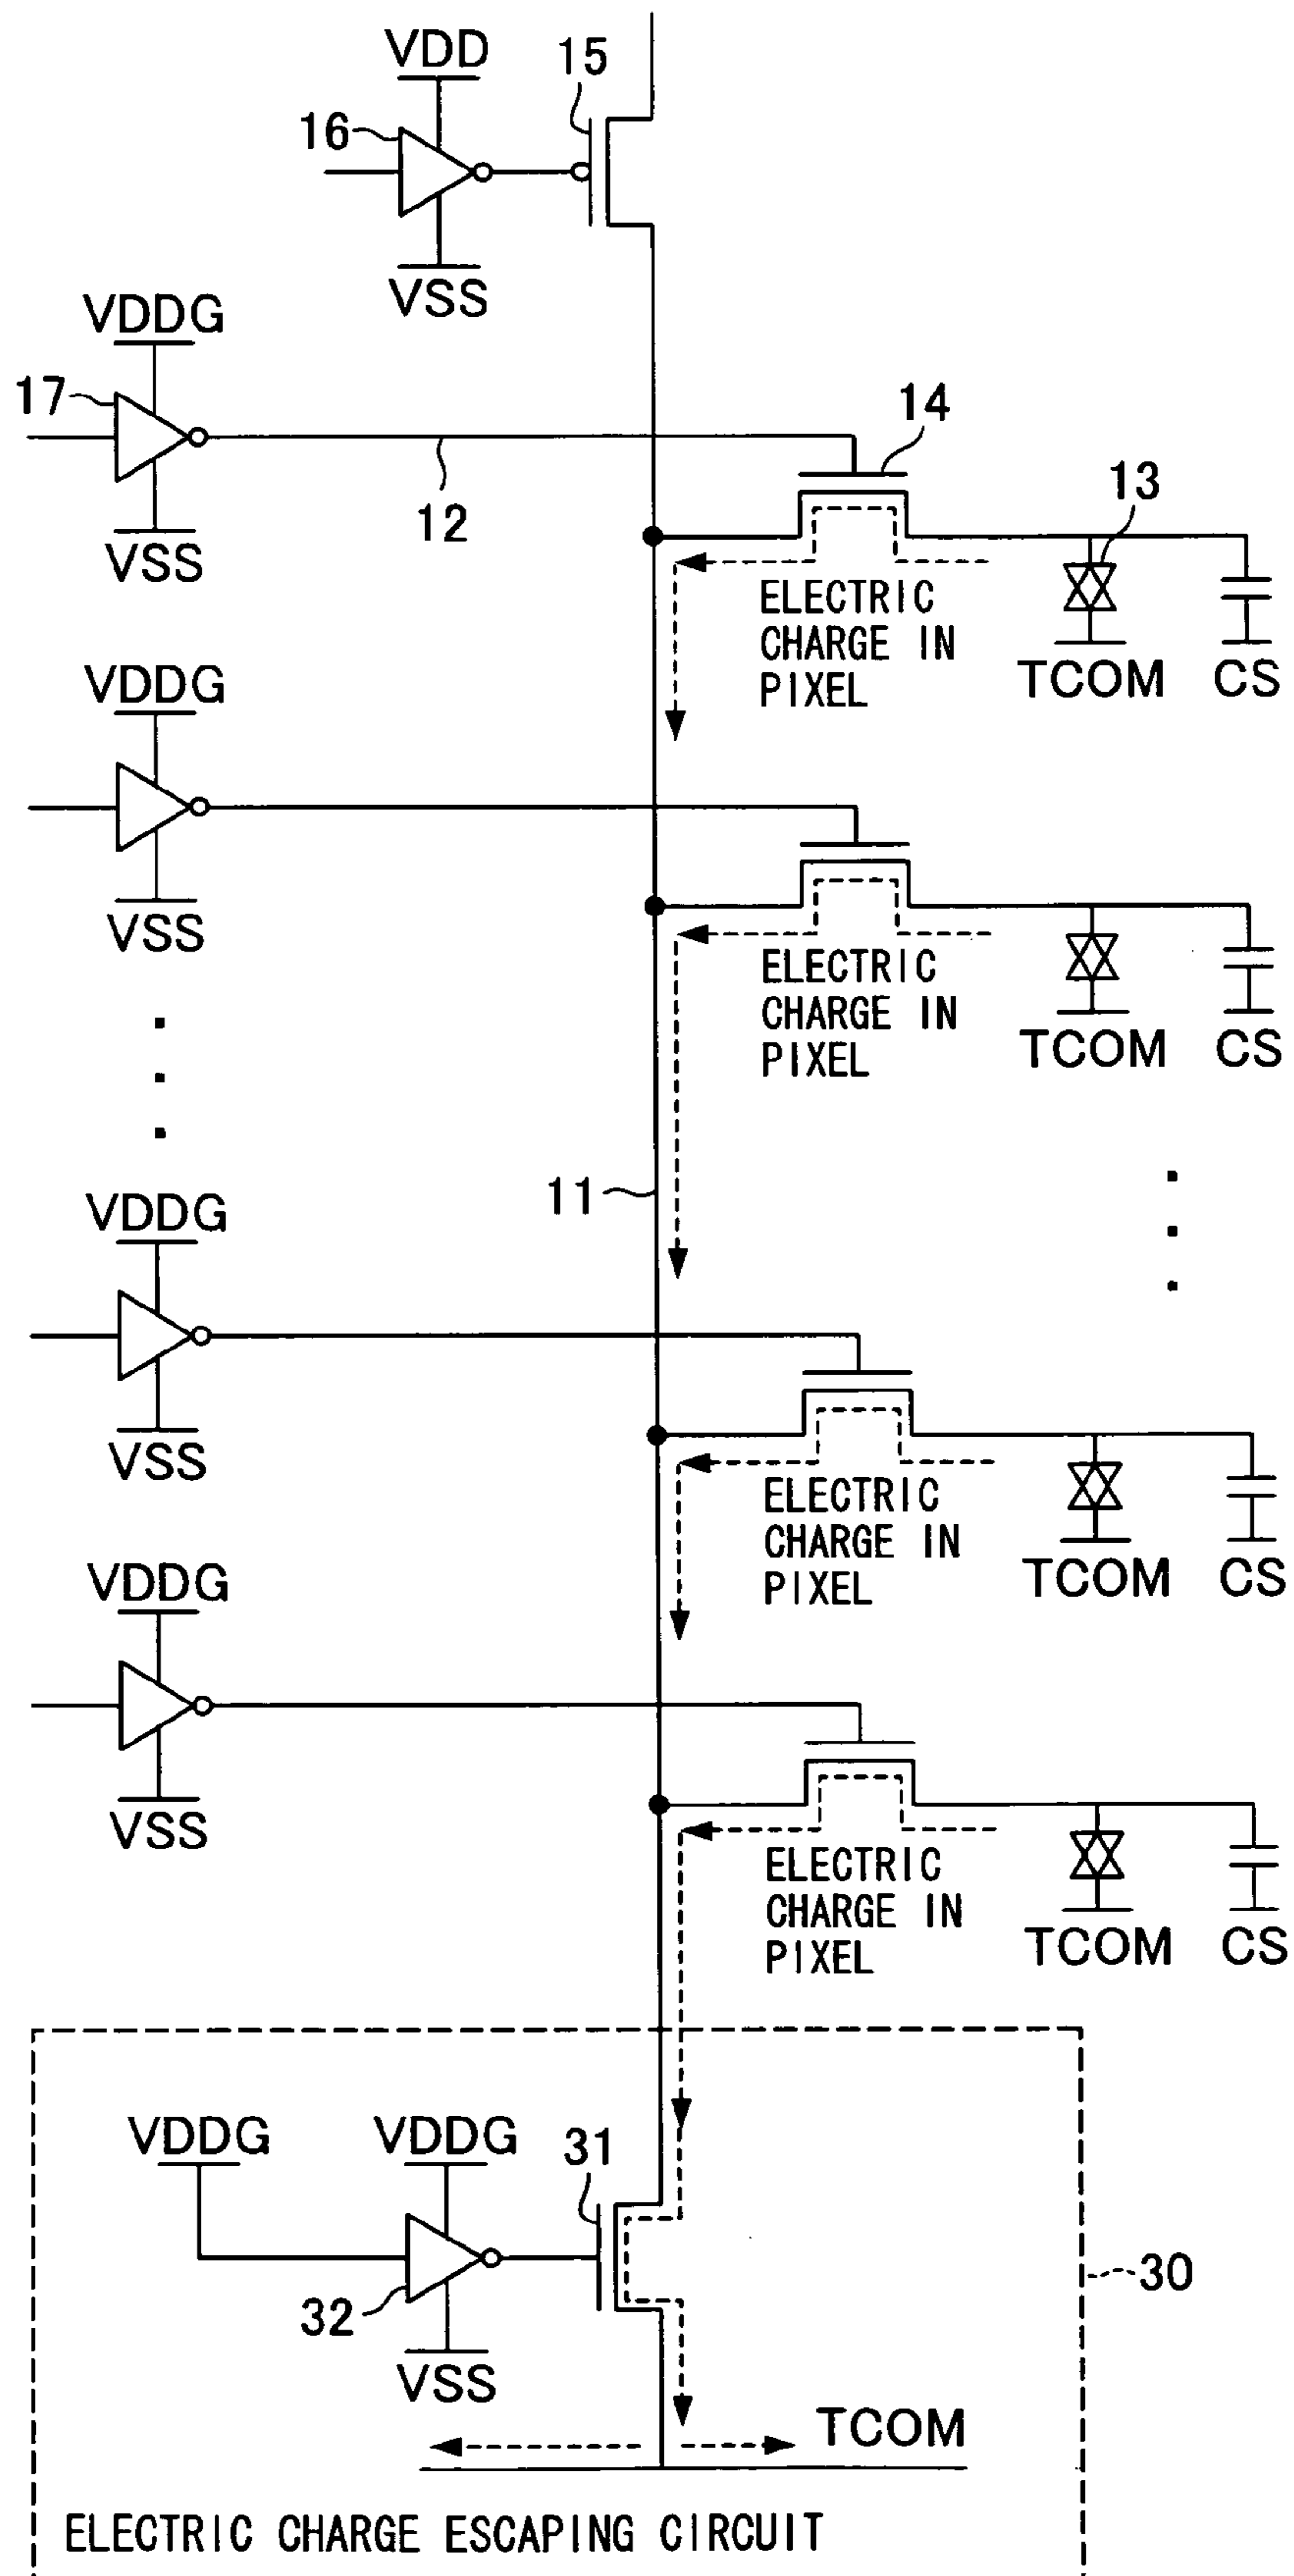 VDD
15
16
VSS
VDDG
17
14
13
12
VSS
ELECTRIC
CHARGE IN
PIXEL
TCOM
CS
VDDG
VSS
ELECTRIC
CHARGE IN
PIXEL
TCOM
CS
11
VDDG
VSS
ELECTRIC
CHARGE IN
PIXEL
TCOM
CS
VDDG
VSS
ELECTRIC
CHARGE IN
PIXEL
TCOM
CS
VDDG
VDDG
31
30
32
VSS
TCOM
ELECTRIC CHARGE ESCAPING CIRCUIT